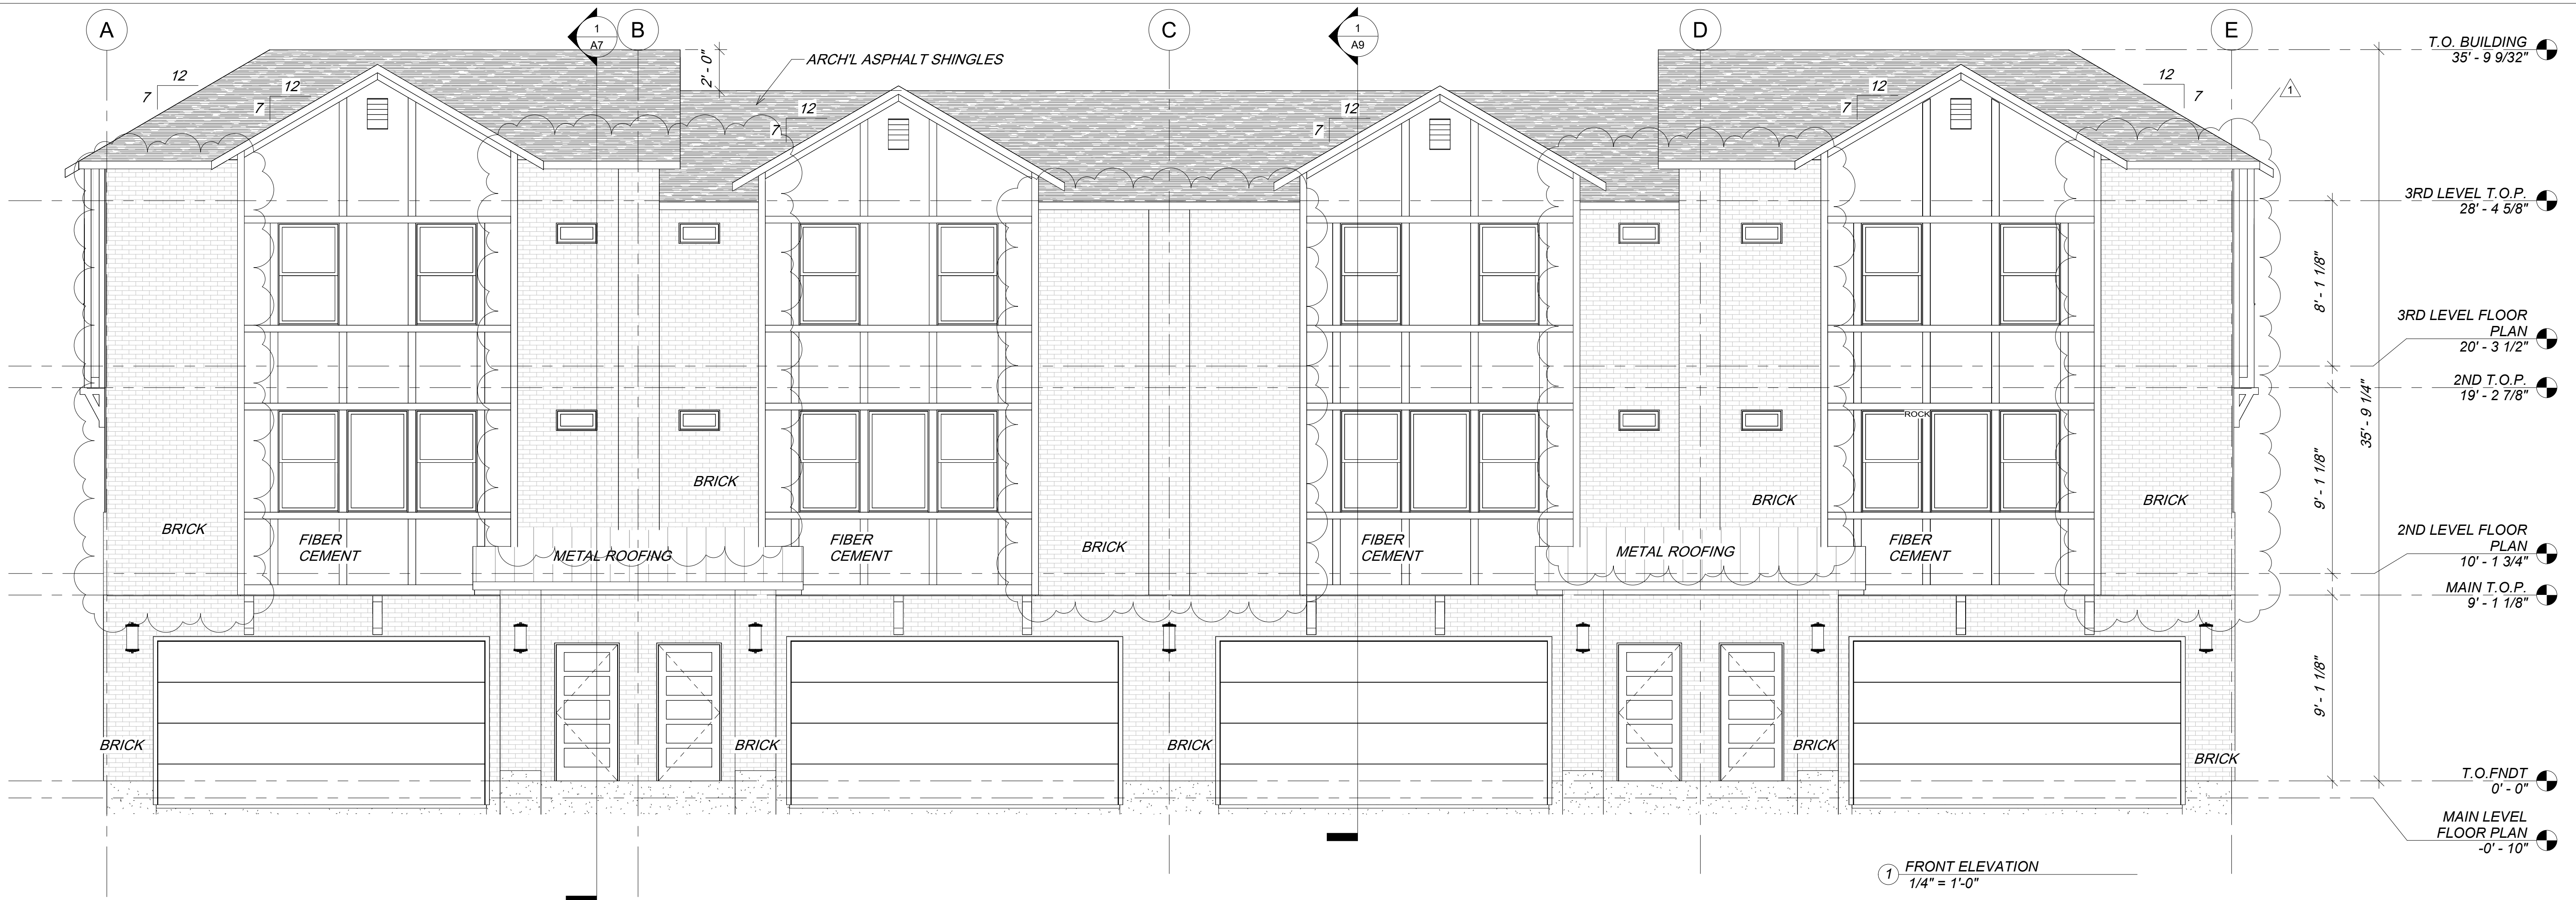 A
1
A7
B
C
1
A9
D
E
ARCH'L ASPHALT SHINGLES
2' - 0"
12
7
12
7
12
7
12
7
12
7
12
7
1
T.O. BUILDING
35' - 9 9/32"
3RD LEVEL T.O.P.
28' - 4 5/8"
8' - 1 1/8"
3RD LEVEL FLOOR
PLAN
20' - 3 1/2"
2ND T.O.P.
19' - 2 7/8"
35' - 9 1/4"
9' - 1 1/8"
2ND LEVEL FLOOR
PLAN
10' - 1 3/4"
MAIN T.O.P.
9' - 1 1/8"
9' - 1 1/8"
T.O.FNDT
0' - 0"
MAIN LEVEL
FLOOR PLAN
-0' - 10"
ROCK
BRICK
BRICK
BRICK
BRICK
BRICK
FIBER
CEMENT
METAL ROOFING
FIBER
CEMENT
FIBER
CEMENT
METAL ROOFING
FIBER
CEMENT
BRICK
BRICK
BRICK
BRICK
BRICK
1 FRONT ELEVATION
1/4" = 1'-0"